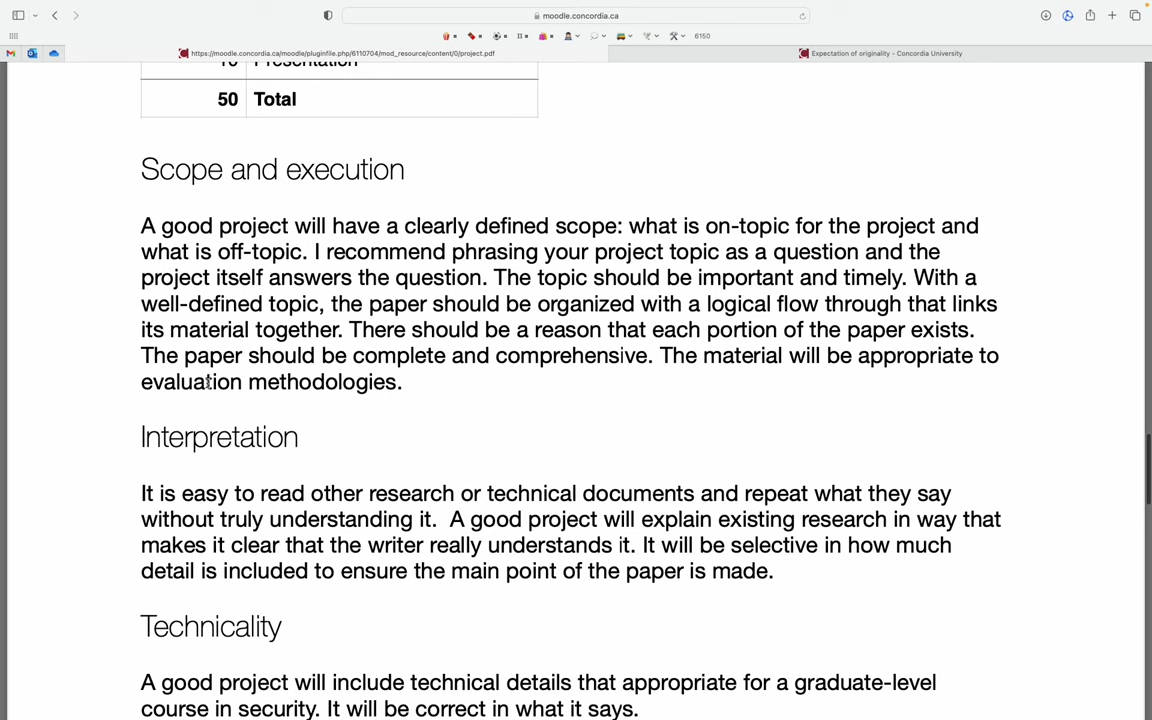 moodle.concordia.ca
6150
https://moodle.concordia.ca/moodle/pluginfile.php/6110704/mod_resource/content/0/project.pdf
Expectation of originality - Concordia University
10 Presentation
50 Total
Scope and execution
A good project will have a clearly defined scope: what is on-topic for the project and
what is off-topic. I recommend phrasing your project topic as a question and the
project itself answers the question. The topic should be important and timely. With a
well-defined topic, the paper should be organized with a logical flow through that links
its material together. There should be a reason that each portion of the paper exists.
The paper should be complete and comprehensive. The material will be appropriate to
evaluation methodologies.
Interpretation
It is easy to read other research or technical documents and repeat what they say
without truly understanding it. A good project will explain existing research in way that
makes it clear that the writer really understands it. It will be selective in how much
detail is included to ensure the main point of the paper is made.
Technicality
A good project will include technical details that appropriate for a graduate-level
course in security. It will be correct in what it says.